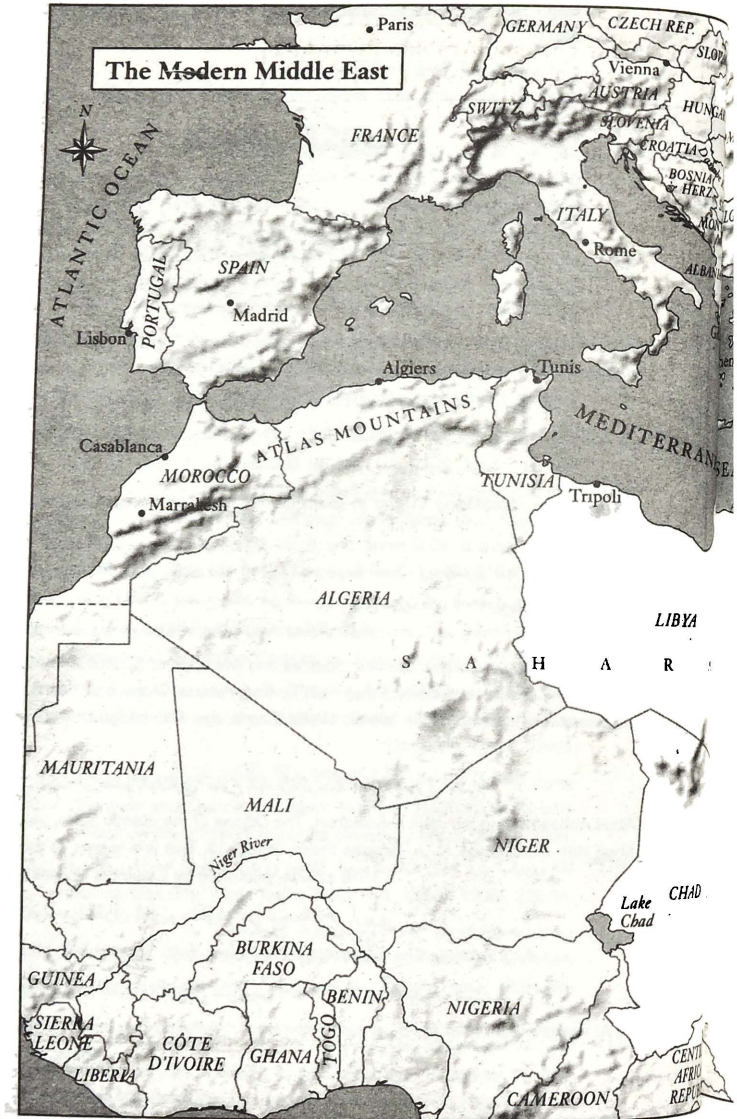 The Modern Middle East
N
Paris
GERMANY
CZECH REP.
Vienna
AUSTRIA
SWITZ.
FRANCE
SLOVENIA
CROATIA
BOSNIA
& HERZ.
ITALY
Rome
ATLANTIC OCEAN
SPAIN
PORTUGAL
Madrid
Lisbon
Algiers
Tunis
ATLAS MOUNTAINS
Casablanca
MOROCCO
Marrakesh
TUNISIA
Tripoli
ALGERIA
LIBYA
S A H A R
MAURITANIA
MALI
Niger River
NIGER
CHAD
Lake
Chad
BURKINA
FASO
GUINEA
BENIN
NIGERIA
SIERRA
LEONE
CÔTE
D'IVOIRE
GHANA
TOGO
LIBERIA
CAMEROON